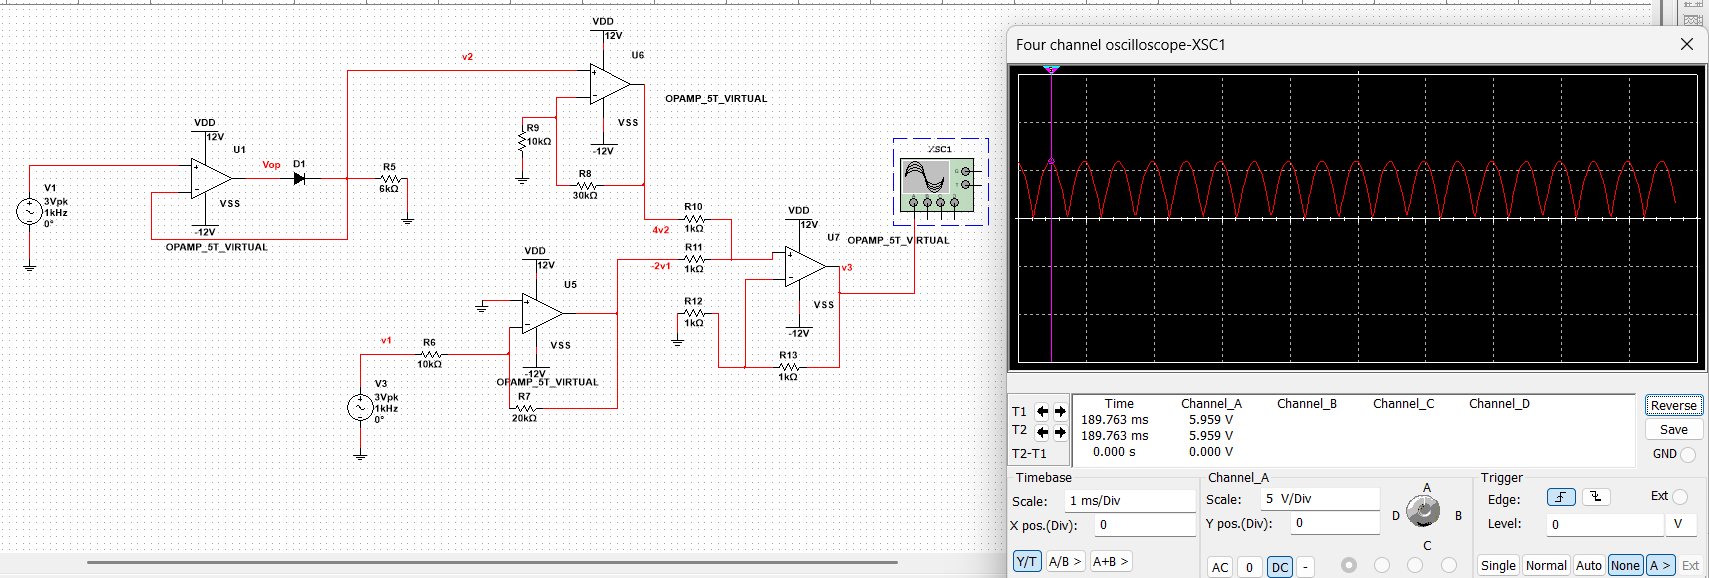 VDD
12V
U6
v2
OPAMP_5T_VIRTUAL
VSS
-12V
R9
10kΩ
R8
30kΩ
VDD
12V
U1
Vop
D1
R5
6kΩ
VSS
-12V
OPAMP_5T_VIRTUAL
V1
3Vpk
1kHz
0°
R10
1kΩ
4v2
R11
1kΩ
-2v1
VDD
12V
U7
OPAMP_5T_VIRTUAL
v3
VSS
-12V
XSC1
G
T
A
B
C
D
VDD
12V
U5
VSS
-12V
OPAMP_5T_VIRTUAL
R12
1kΩ
R13
1kΩ
v1
R6
10kΩ
R7
20kΩ
V3
3Vpk
1kHz
0°
Four channel oscilloscope-XSC1
Time Channel_A Channel_B Channel_C Channel_D
T1 189.763 ms 5.959 V
T2 189.763 ms 5.959 V
T2-T1 0.000 s 0.000 V
Reverse
Save
GND
Timebase
Scale: 1 ms/Div
X pos.(Div): 0
Y/T A/B > A+B >
Channel_A
Scale: 5 V/Div
Y pos.(Div): 0
AC 0 DC -
A
D B
C
Trigger
Edge: Ext
Level: 0 V
Single Normal Auto None A > Ext